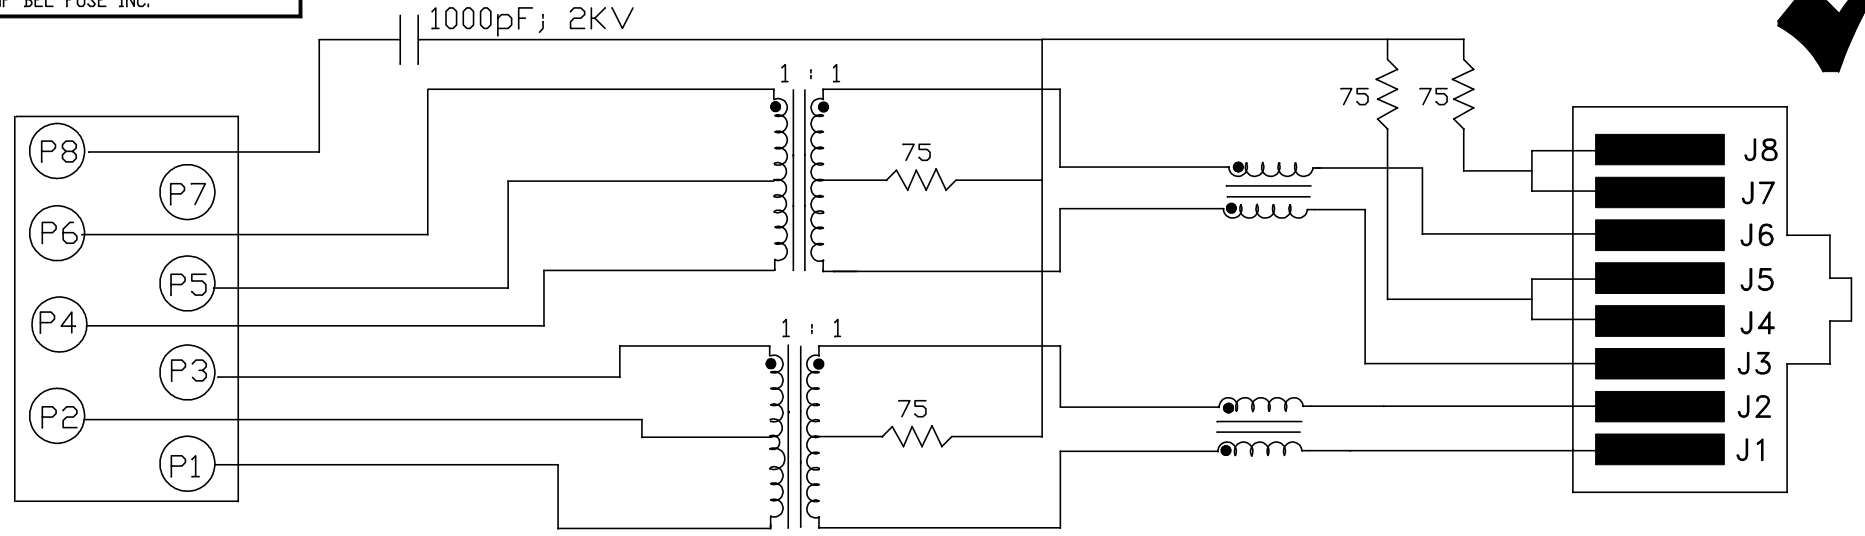 BEL FUSE INC.
1000pF; 2KV
1 : 1
75 75
P8 J8
75
P7 J7
P6 J6
P5 J5
P4 J4
1 : 1
P3 J3
P2 75 J2
P1 J1